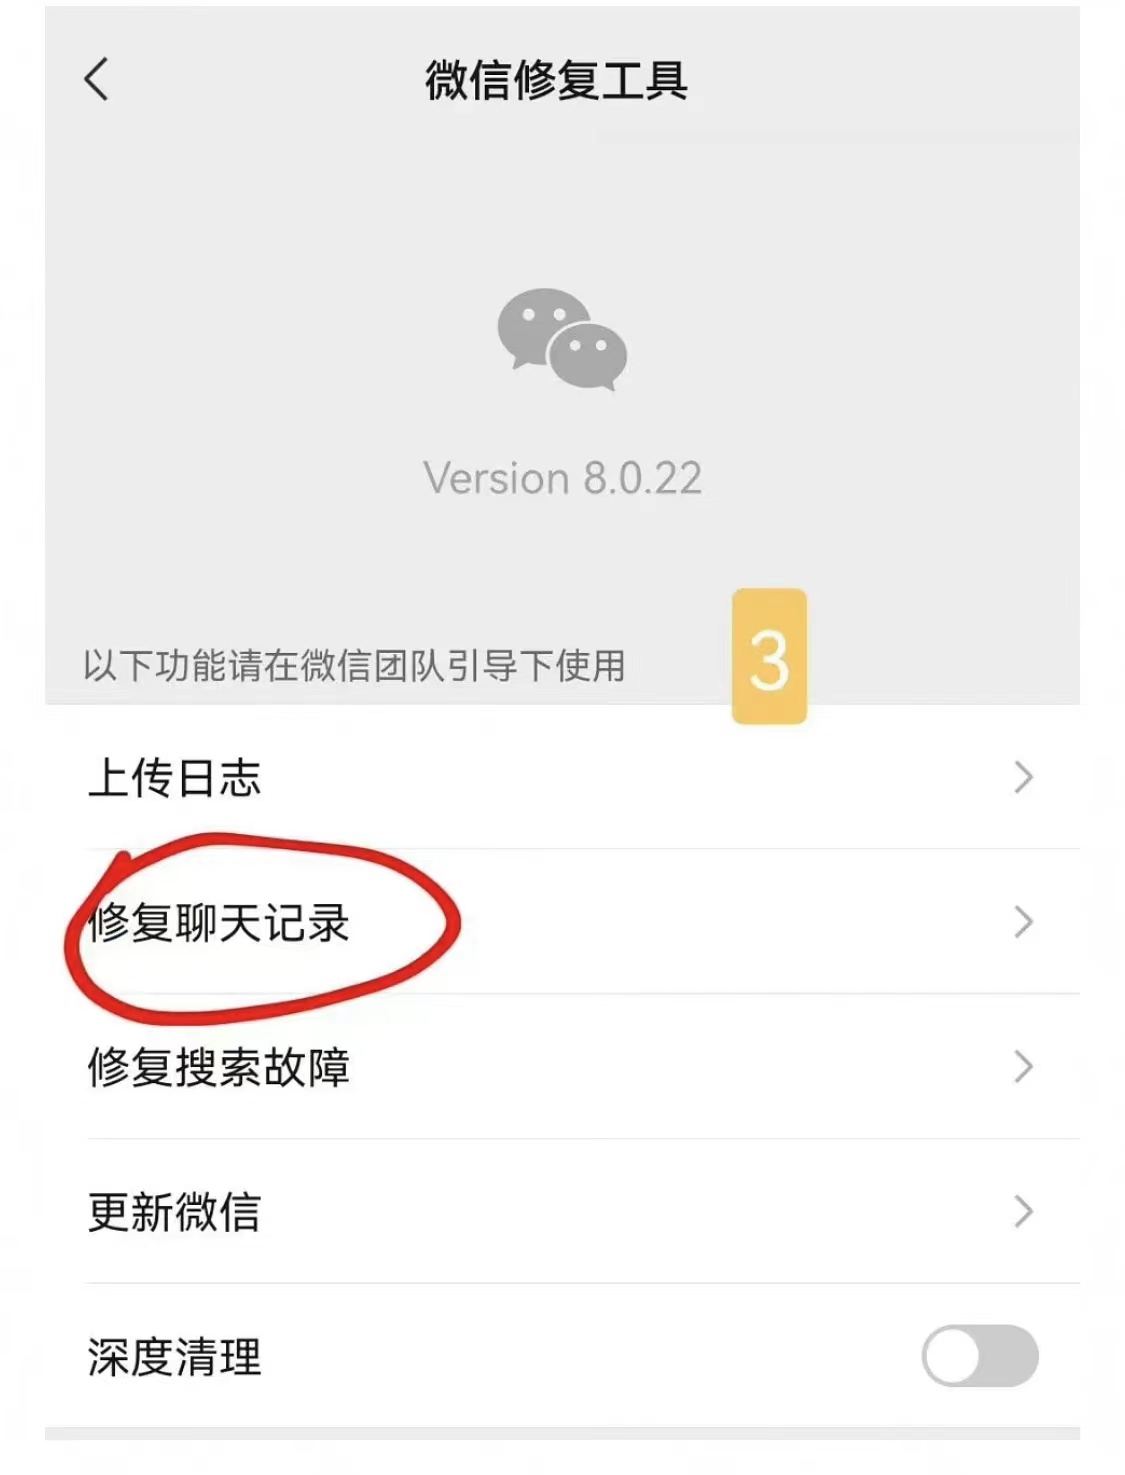 微信修复工具
Version 8.0.22
以下功能请在微信团队引导下使用
3
上传日志
修复聊天记录
修复搜索故障
更新微信
深度清理